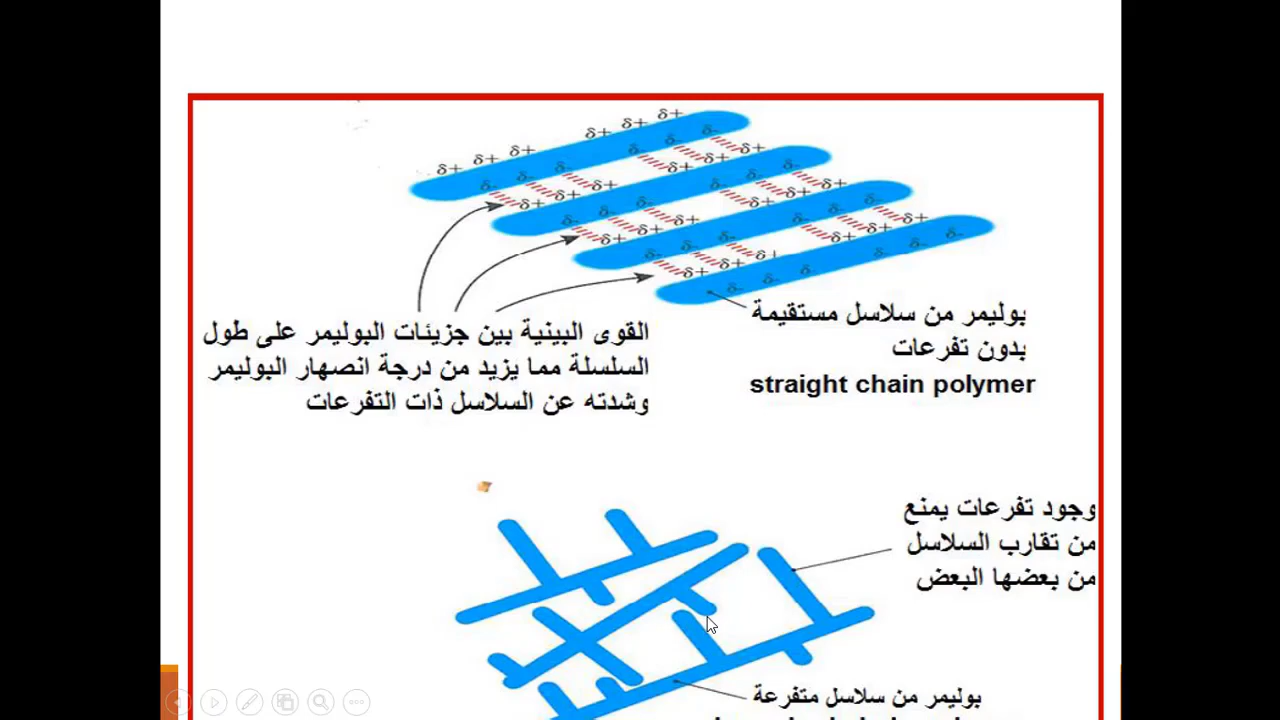 δ+ δ+ δ+ δ+ δ+ δ+
δ- δ- δ- δ- δ- δ-
δ+ δ+ δ+ δ+ δ+ δ+
δ- δ- δ- δ- δ- δ-
δ+ δ+ δ+ δ+ δ+ δ+
δ- δ- δ- δ- δ- δ-
δ+ δ+ δ+ δ+ δ+ δ+
δ- δ- δ- δ- δ- δ-
بوليمر من سلاسل مستقيمة
بدون تفرعات
straight chain polymer
القوى البينية بين جزيئات البوليمر على طول
السلسلة مما يزيد من درجة انصهار البوليمر
وشدته عن السلاسل ذات التفرعات
وجود تفرعات يمنع
من تقارب السلاسل
من بعضها البعض
بوليمر من سلاسل متفرعة